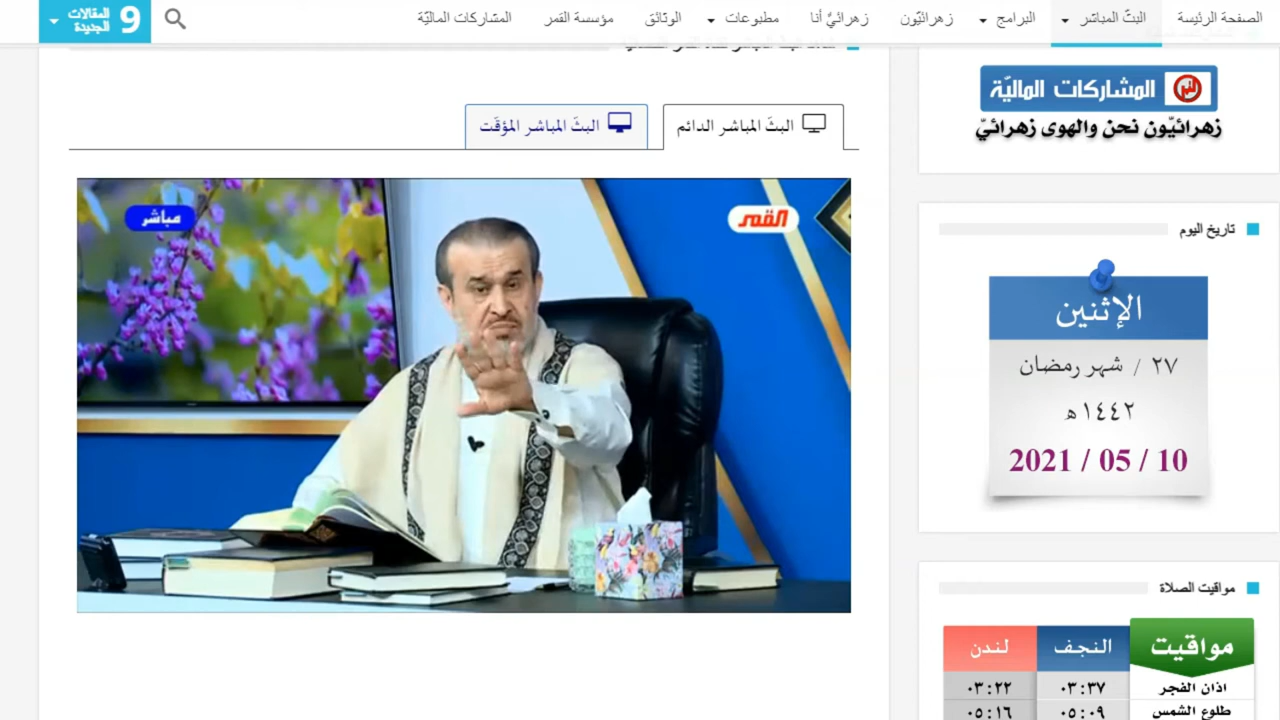 الصفحة الرئيسة
البثّ المباشر
البرامج
زهرائيّون
زهرائيٌّ أنا
مطبوعات
الوثائق
مؤسسة القمر
المشاركات الماليّة
المقالات الجديدة
9
المشاركات الماليّة
زهرائيّون نحن والهوى زهرائيّ
البثّ المباشر الدائم
البثّ المباشر المؤقّت
مباشر
القمر
تاريخ اليوم
الإثنين
٢٧ / شهر رمضان
١٤٤٢هـ
2021 / 05 / 10
مواقيت الصلاة
مواقيت
النجف
لندن
اذان الفجر
٠٣:٣٧
٠٣:٢٢
طلوع الشمس
٠٥:٠٩
٠٥:١٦